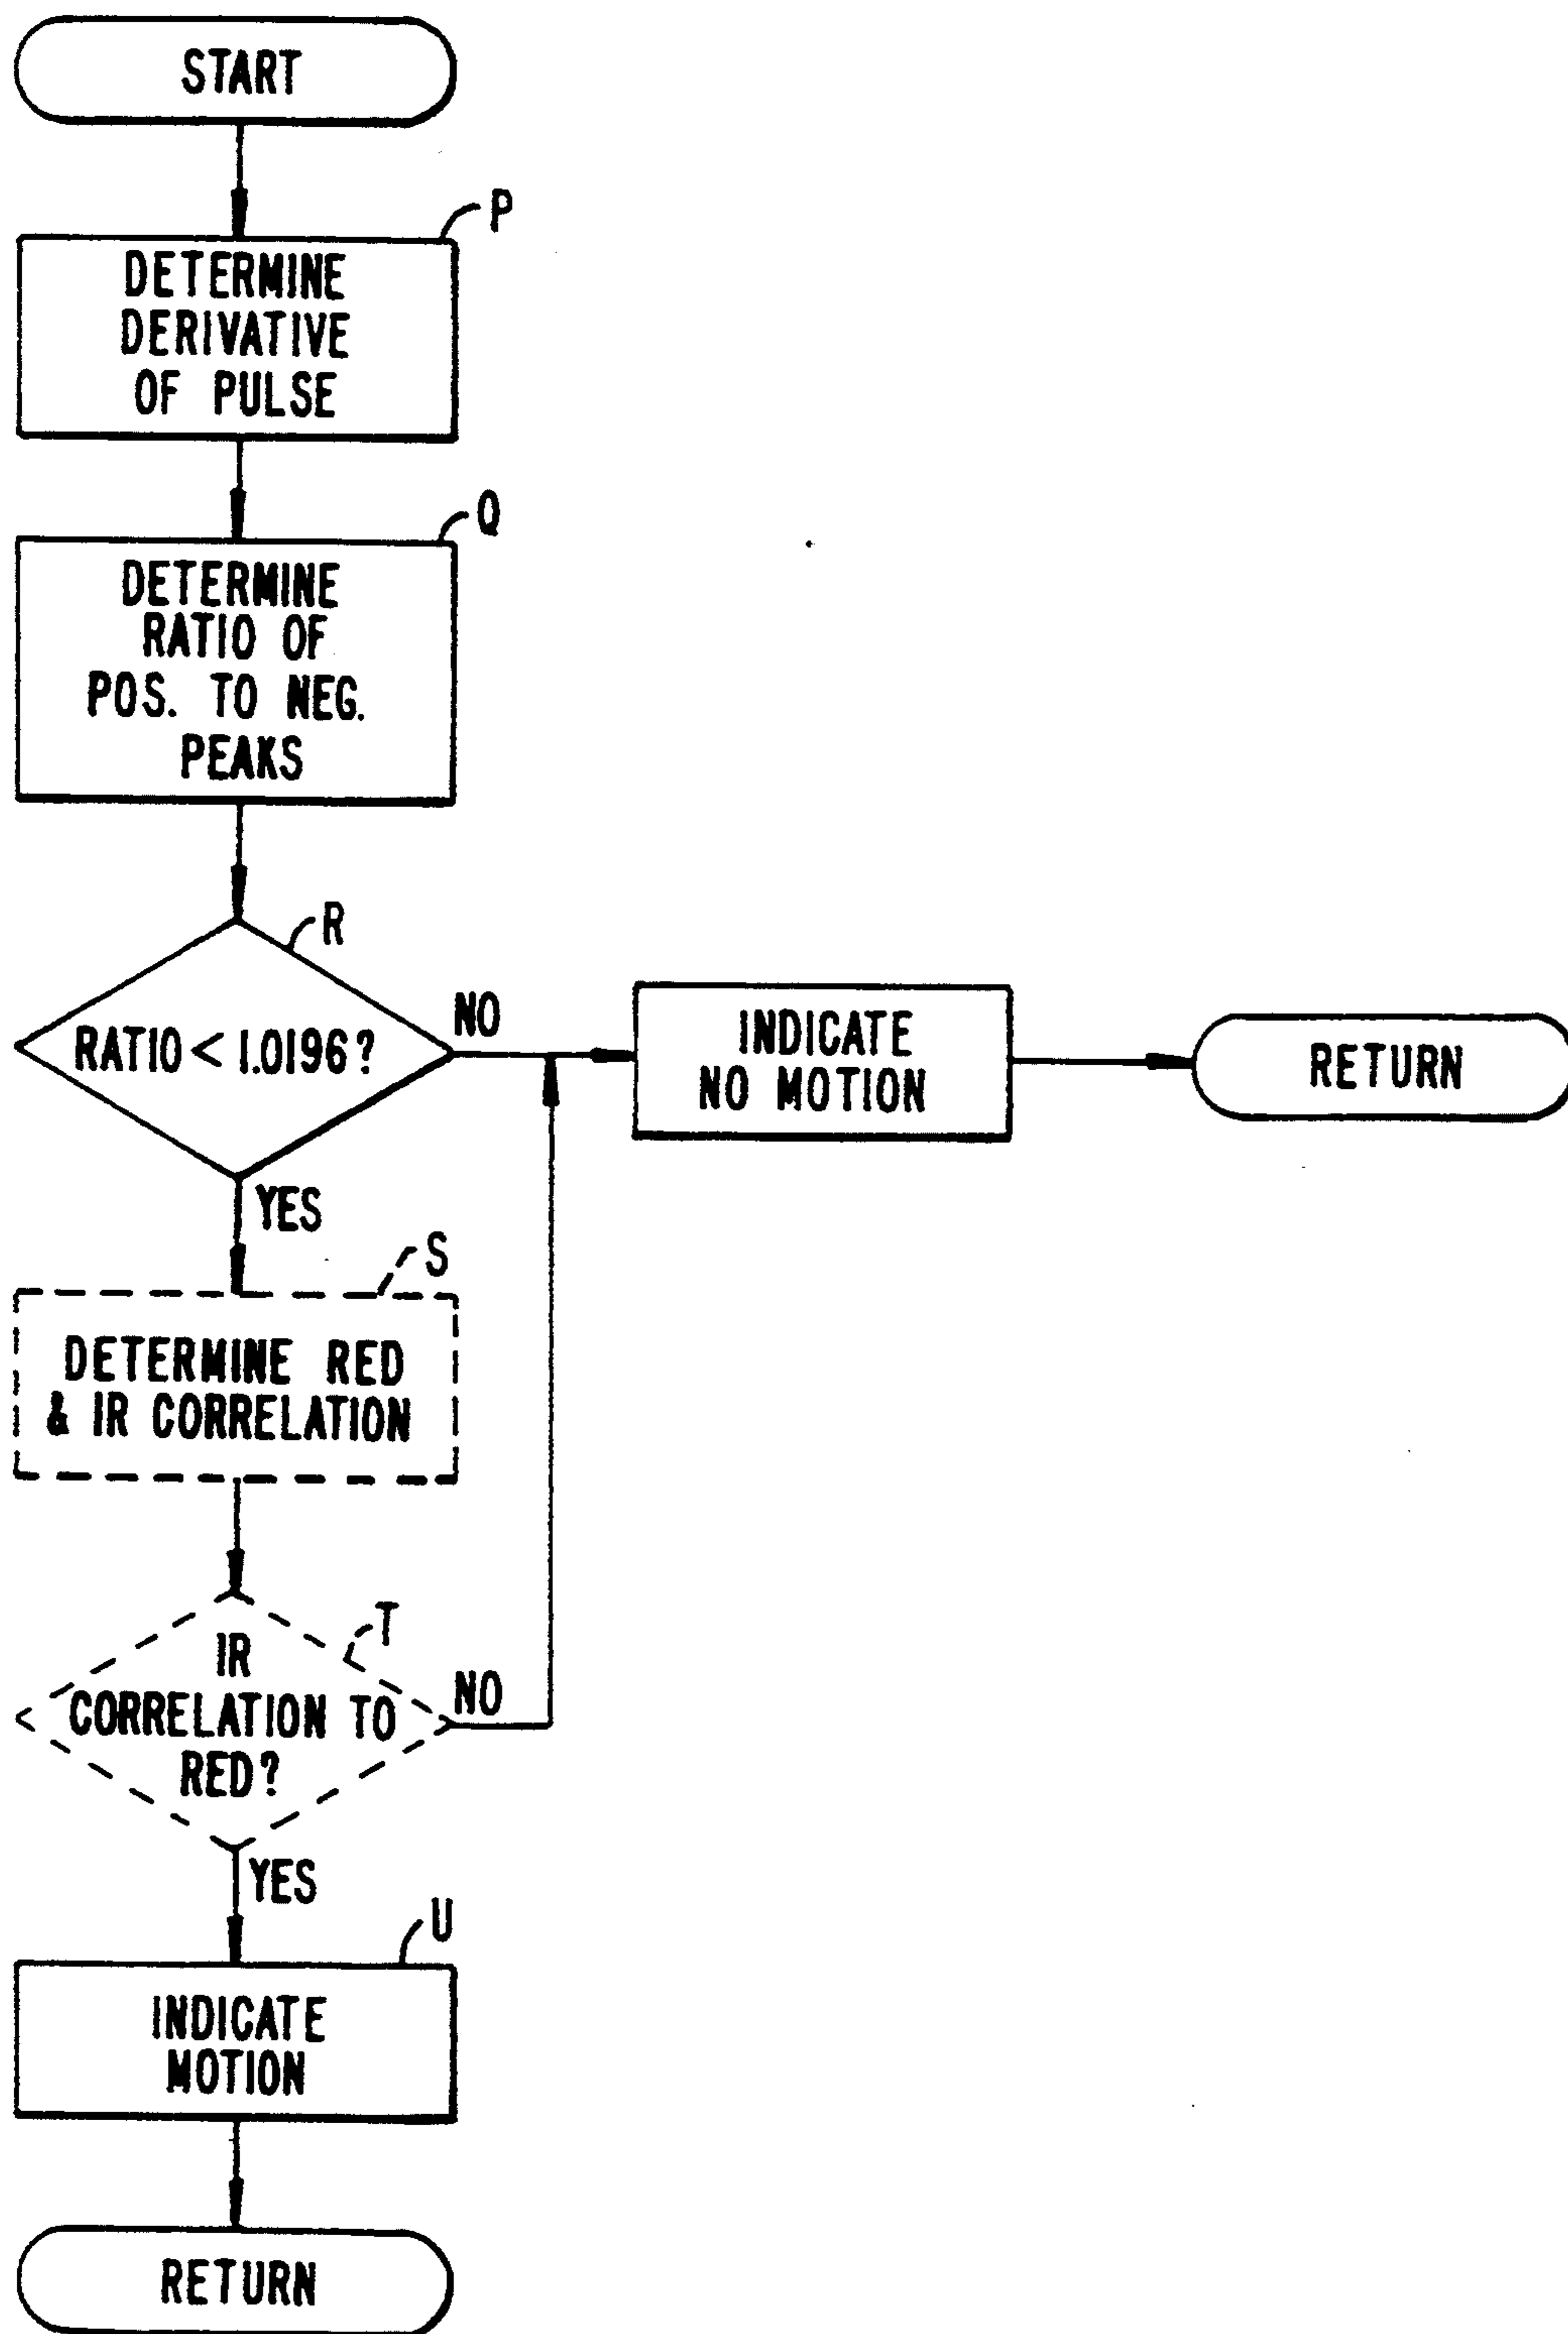 START
P
DETERMINE
DERIVATIVE
OF PULSE
Q
DETERMINE
RATIO OF
POS. TO NEG.
PEAKS
R
RATIO < 1.0196?
NO
INDICATE
NO MOTION
RETURN
YES
S
DETERMINE RED
& IR CORRELATION
T
IR
CORRELATION TO
RED?
NO
YES
U
INDICATE
MOTION
RETURN